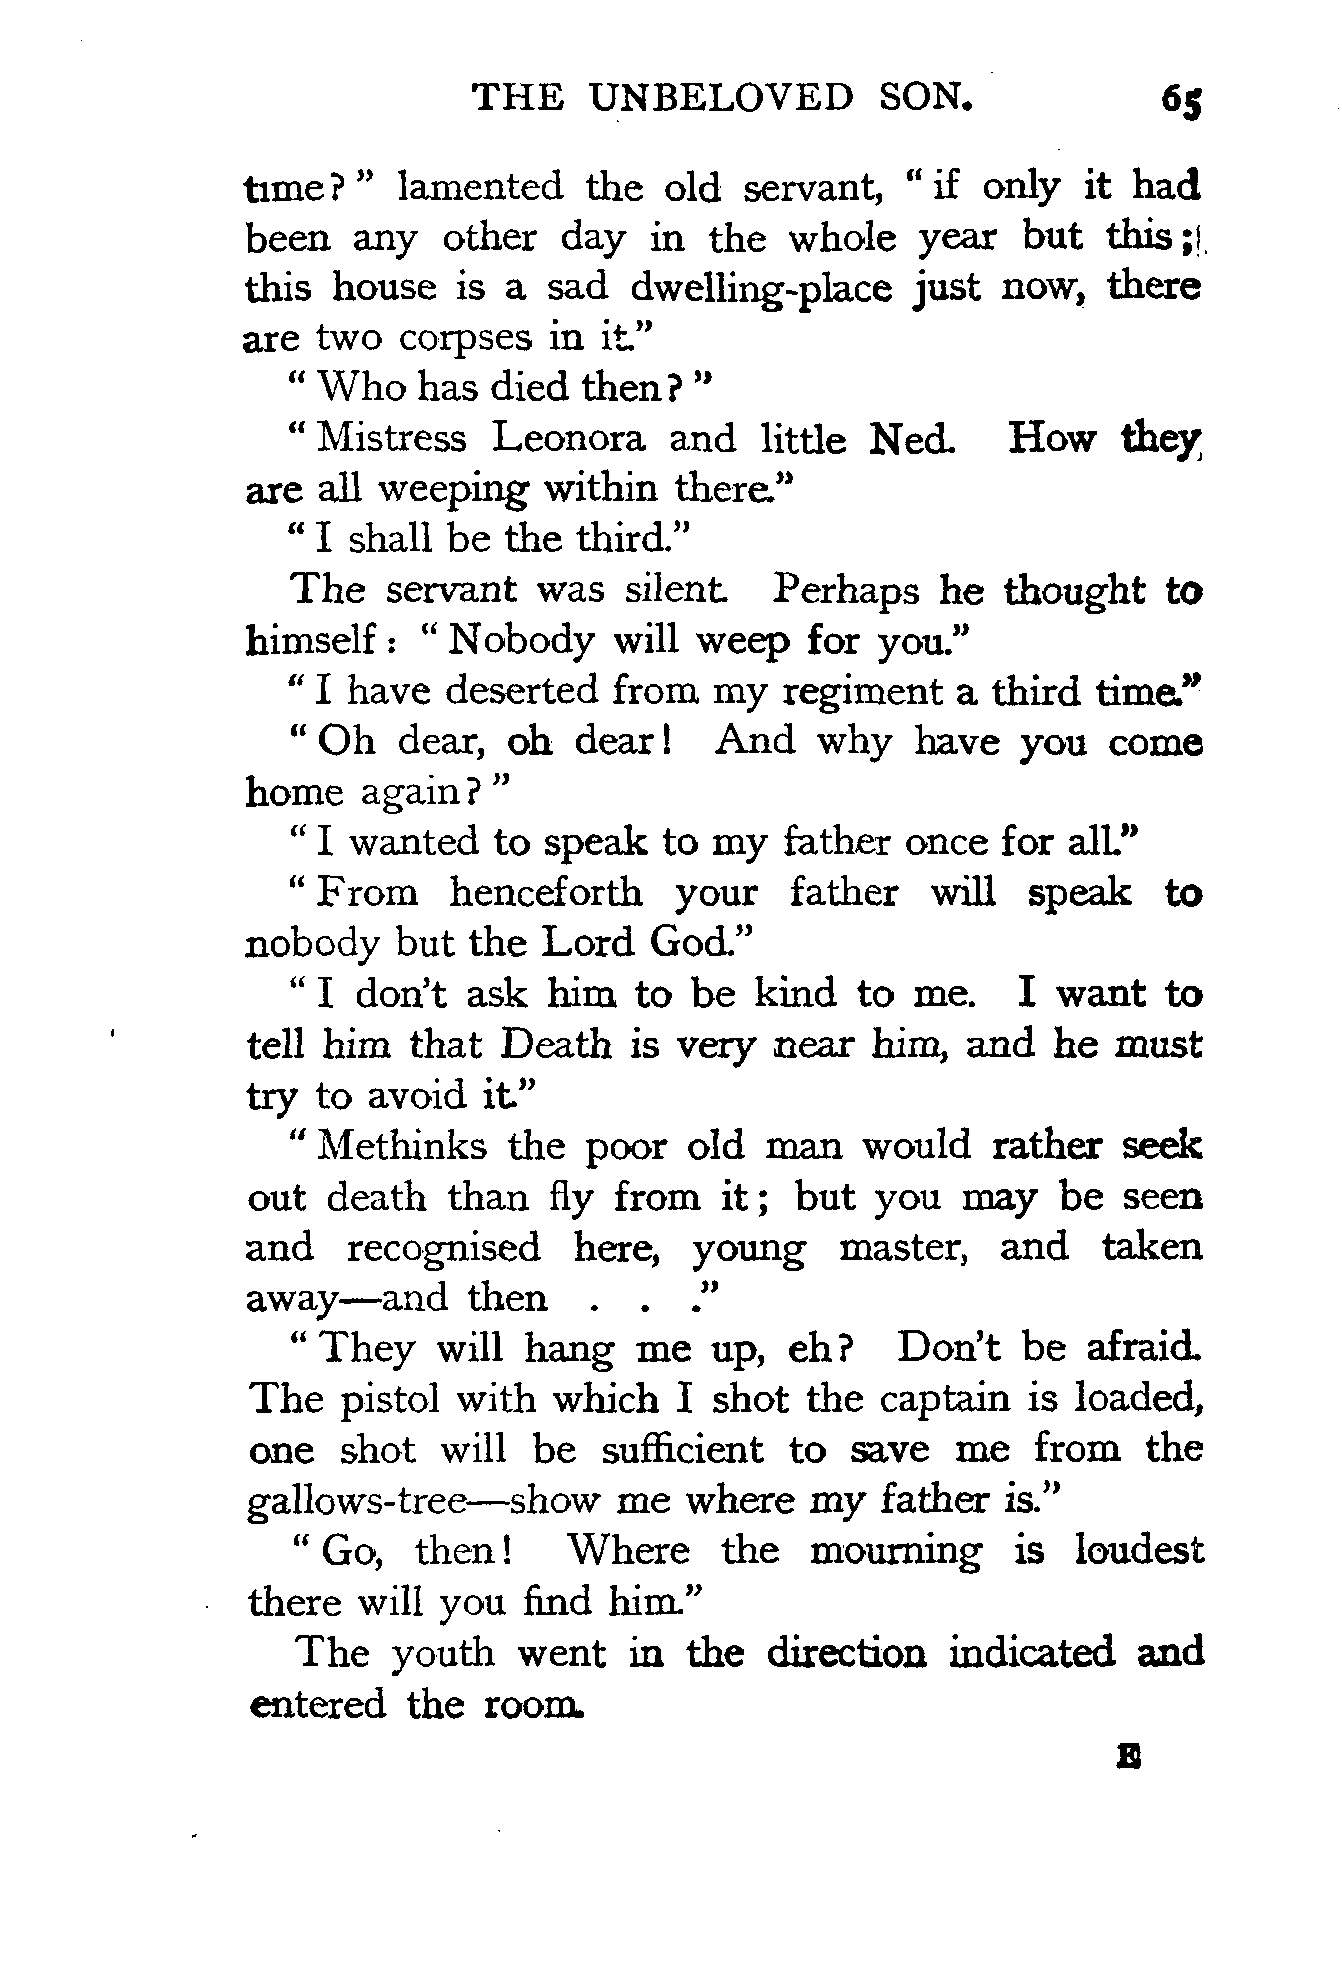 THE UNBELOVED SON. 65
time?" lamented the old servant, "if only it had
been any other day in the whole year but this;
this house is a sad dwelling-place just now, there
are two corpses in it."
"Who has died then?"
"Mistress Leonora and little Ned. How they
are all weeping within there."
"I shall be the third."
The servant was silent. Perhaps he thought to
himself: "Nobody will weep for you."
"I have deserted from my regiment a third time."
"Oh dear, oh dear! And why have you come
home again?"
"I wanted to speak to my father once for all."
"From henceforth your father will speak to
nobody but the Lord God."
"I don't ask him to be kind to me. I want to
tell him that Death is very near him, and he must
try to avoid it."
"Methinks the poor old man would rather seek
out death than fly from it; but you may be seen
and recognised here, young master, and taken
away—and then . . ."
"They will hang me up, eh? Don't be afraid.
The pistol with which I shot the captain is loaded,
one shot will be sufficient to save me from the
gallows-tree—show me where my father is."
"Go, then! Where the mourning is loudest
there will you find him."
The youth went in the direction indicated and
entered the room.
E